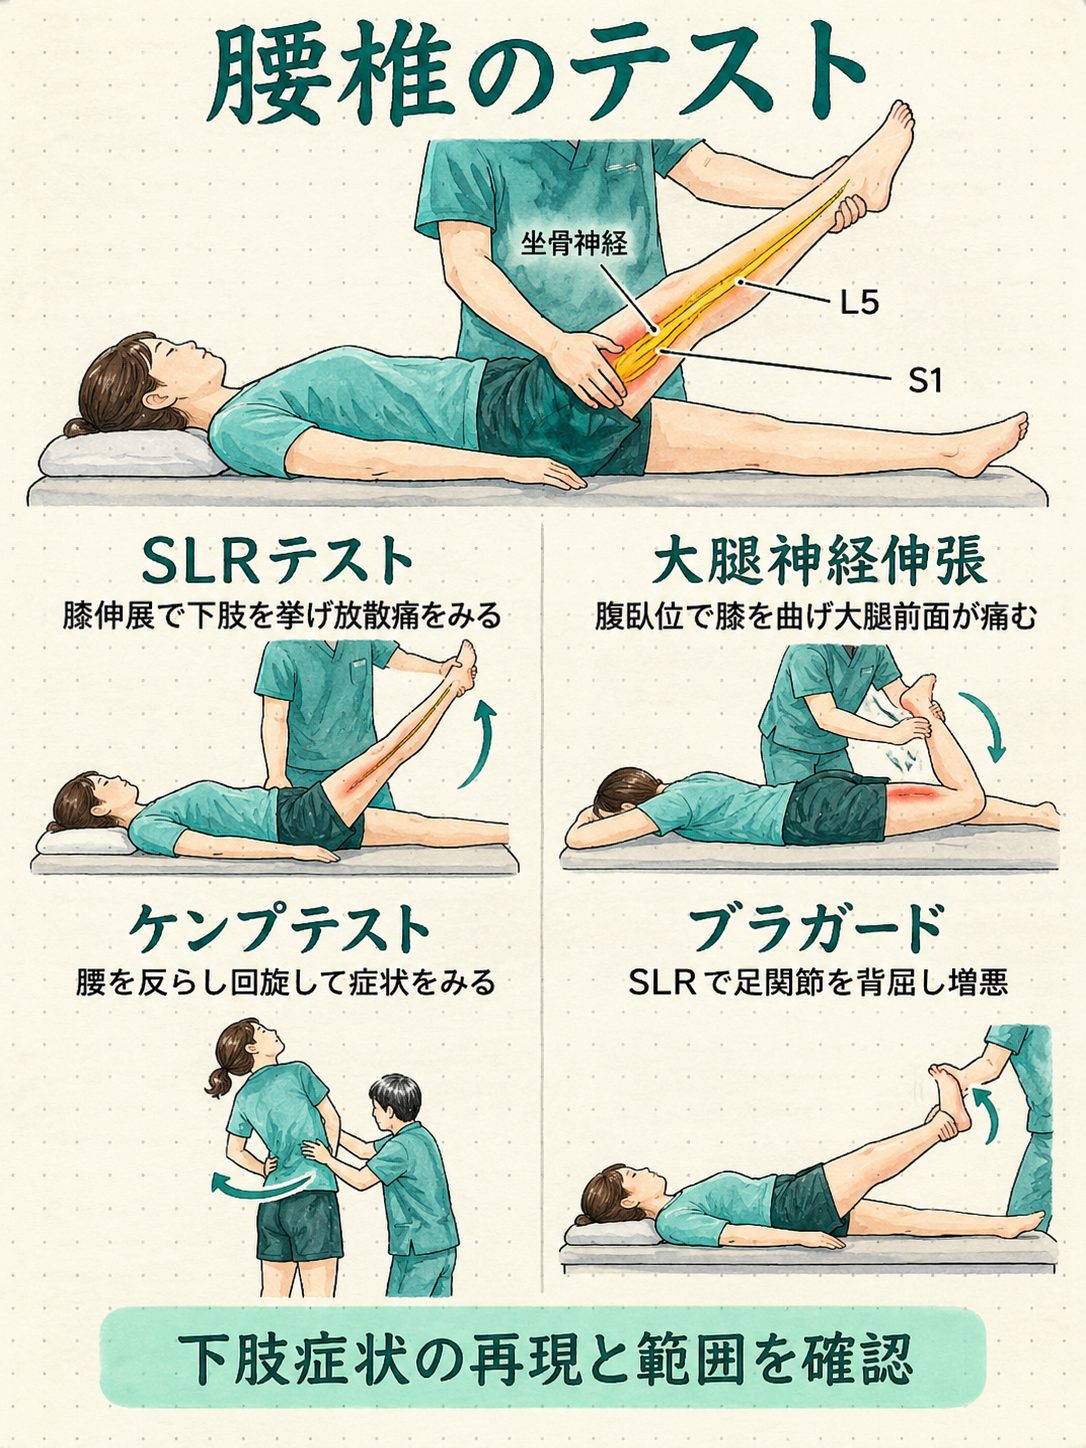 腰椎のテスト
坐骨神経
L5
S1
SLRテスト
膝伸展で下肢を挙げ放散痛をみる
大腿神経伸張
腹臥位で膝を曲げ大腿前面が痛む
ケンプテスト
腰を反らし回旋して症状をみる
ブラガード
SLRで足関節を背屈し増悪
下肢症状の再現と範囲を確認